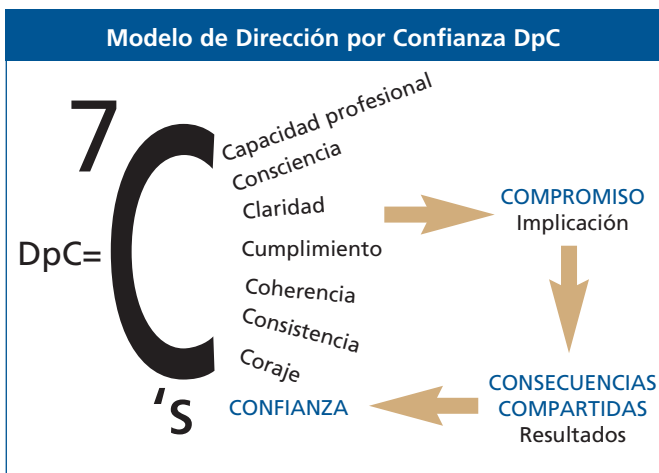 Modelo de Dirección por Confianza DpC
7
DpC=
C
Capacidad profesional
Consciencia
Claridad
Cumplimiento
Coherencia
Consistencia
Coraje
‘s
CONFIANZA
COMPROMISO
Implicación
CONSECUENCIAS
COMPARTIDAS
Resultados